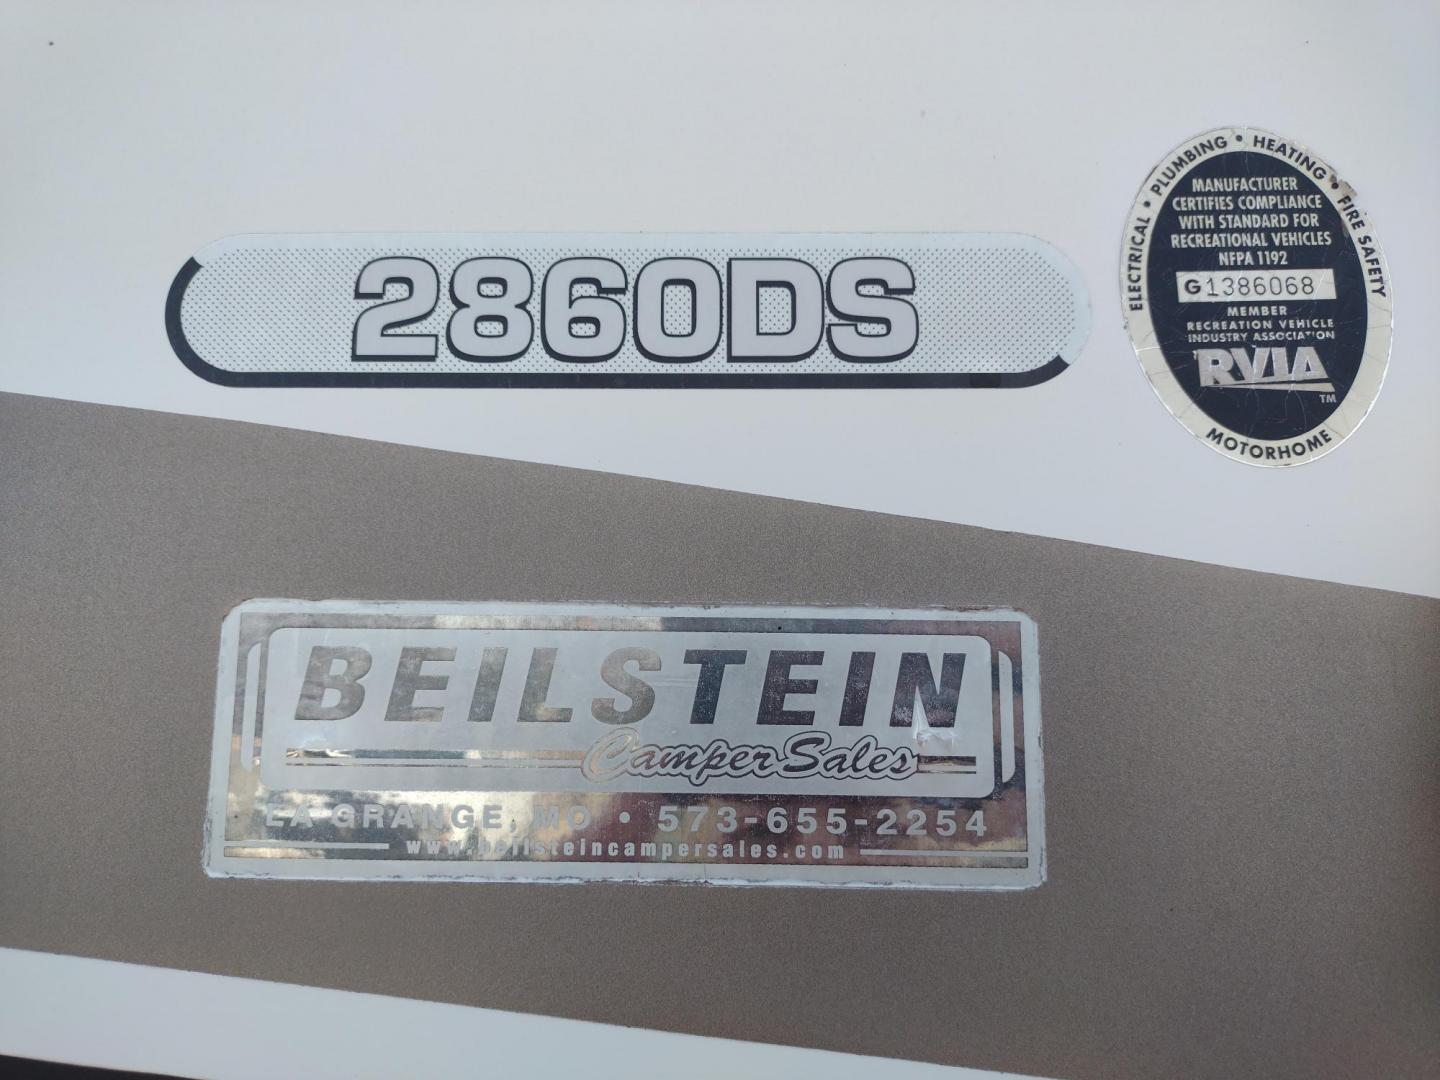 2860DS
ELECTRICAL • PLUMBING • HEATING • FIRE SAFETY
MANUFACTURER
CERTIFIES COMPLIANCE
WITH STANDARD FOR
RECREATIONAL VEHICLES
NFPA 1192
G1386068
MEMBER
RECREATION VEHICLE
INDUSTRY ASSOCIATION
RVIA
TM
MOTORHOME
BEILSTEIN
Camper Sales
LA GRANGE, MO • 573-655-2254
www.beilsteincampersales.com